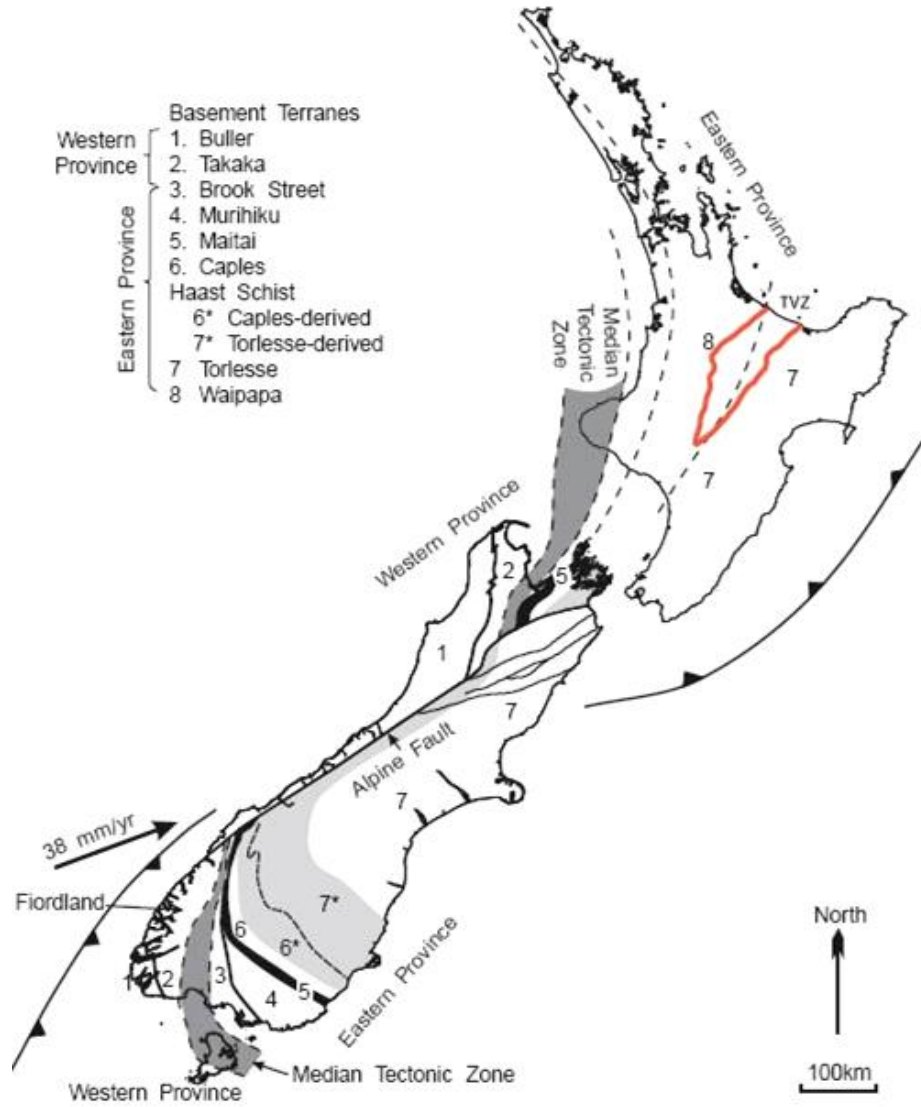 Basement Terranes
Western Province
1. Buller
2. Takaka
Eastern Province
3. Brook Street
4. Murihiku
5. Maitai
6. Caples
Haast Schist
6* Caples-derived
7* Torlesse-derived
7 Torlesse
8 Waipapa
Eastern Province
TVZ
8
7
7
Median
Tectonic
Zone
Western Province
2
5
1
7
Alpine Fault
7
38 mm/yr
Fiordland
7*
6
6*
1
2
3
4
5
Eastern Province
Median Tectonic Zone
Western Province
North
100km